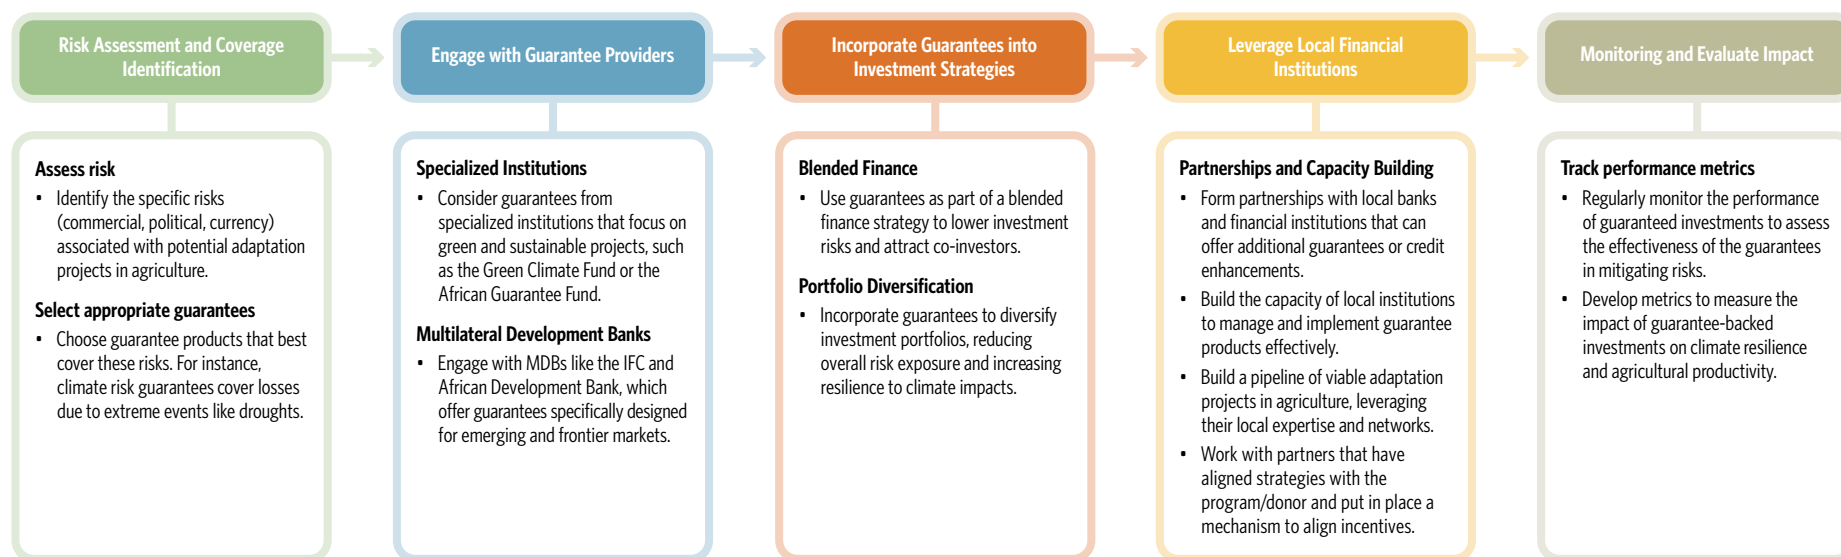 Risk Assessment and Coverage
Identification
Engage with Guarantee Providers
Incorporate Guarantees into
Investment Strategies
Leverage Local Financial
Institutions
Monitoring and Evaluate Impact
Assess risk
• Identify the specific risks
(commercial, political, currency)
associated with potential adaptation
projects in agriculture.
Select appropriate guarantees
• Choose guarantee products that best
cover these risks. For instance,
climate risk guarantees cover losses
due to extreme events like droughts.
Specialized Institutions
• Consider guarantees from
specialized institutions that focus on
green and sustainable projects, such
as the Green Climate Fund or the
African Guarantee Fund.
Multilateral Development Banks
• Engage with MDBs like the IFC and
African Development Bank, which
offer guarantees specifically designed
for emerging and frontier markets.
Blended Finance
• Use guarantees as part of a blended
finance strategy to lower investment
risks and attract co-investors.
Portfolio Diversification
• Incorporate guarantees to diversify
investment portfolios, reducing
overall risk exposure and increasing
resilience to climate impacts.
Partnerships and Capacity Building
• Form partnerships with local banks
and financial institutions that can
offer additional guarantees or credit
enhancements.
• Build the capacity of local institutions
to manage and implement guarantee
products effectively.
• Build a pipeline of viable adaptation
projects in agriculture, leveraging
their local expertise and networks.
• Work with partners that have
aligned strategies with the
program/donor and put in place a
mechanism to align incentives.
Track performance metrics
• Regularly monitor the performance
of guaranteed investments to assess
the effectiveness of the guarantees
in mitigating risks.
• Develop metrics to measure the
impact of guarantee-backed
investments on climate resilience
and agricultural productivity.